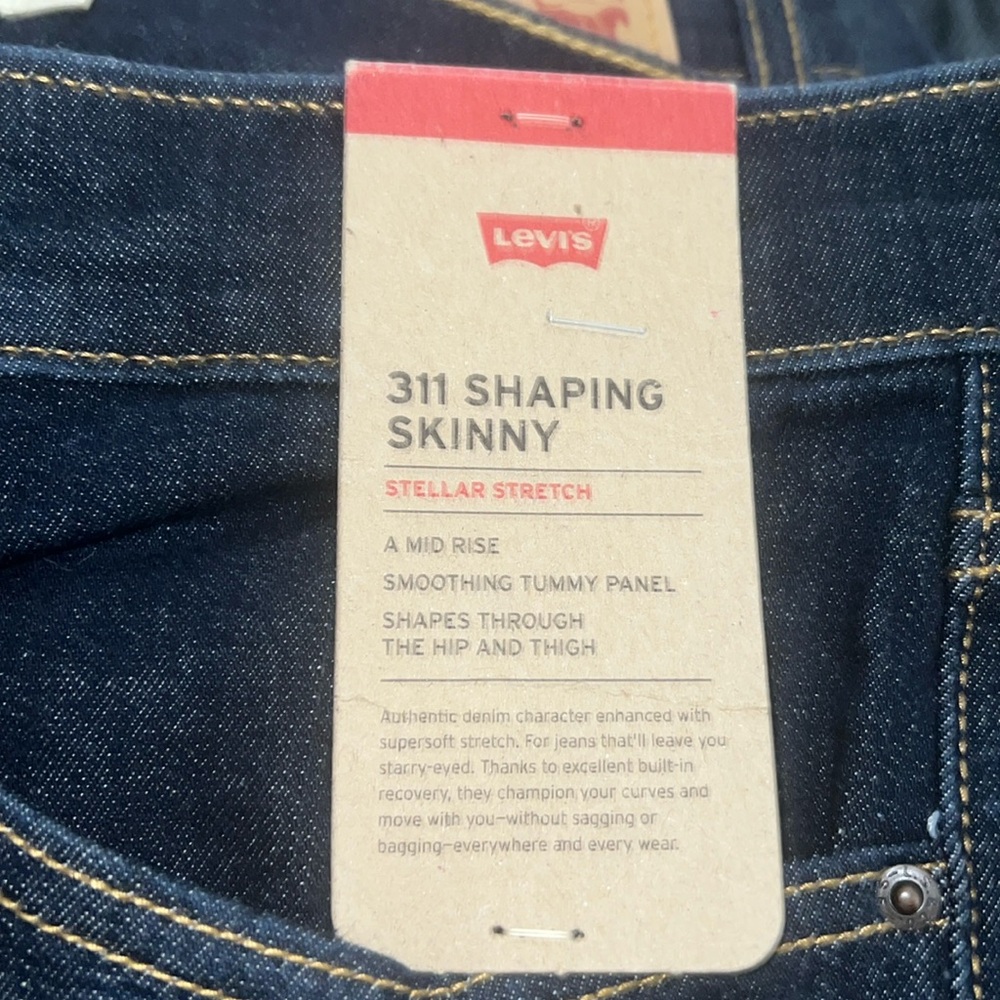 Levi's
311 SHAPING
SKINNY
STELLAR STRETCH
A MID RISE
SMOOTHING TUMMY PANEL
SHAPES THROUGH
THE HIP AND THIGH
Authentic denim character enhanced with
supersoft stretch. For jeans that'll leave you
starry-eyed. Thanks to excellent built-in
recovery, they champion your curves and
move with you—without sagging or
bagging—everywhere and every wear.